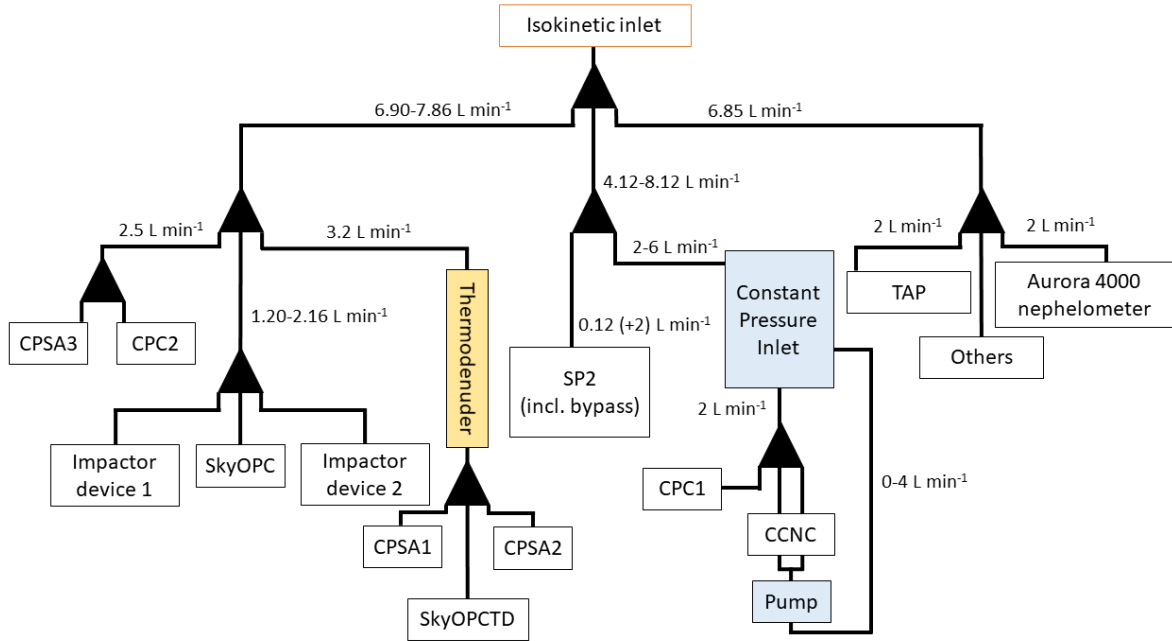 Isokinetic inlet
6.90-7.86 L min⁻¹
6.85 L min⁻¹
4.12-8.12 L min⁻¹
2.5 L min⁻¹
3.2 L min⁻¹
2-6 L min⁻¹
2 L min⁻¹
2 L min⁻¹
Thermodenuder
Constant
Pressure
Inlet
TAP
Aurora 4000
nephelometer
CPSA3
CPC2
1.20-2.16 L min⁻¹
0.12 (+2) L min⁻¹
Others
SP2
(incl. bypass)
2 L min⁻¹
Impactor
device 1
SkyOPC
Impactor
device 2
CPC1
0-4 L min⁻¹
CPSA1
CPSA2
CCNC
SkyOPCTD
Pump